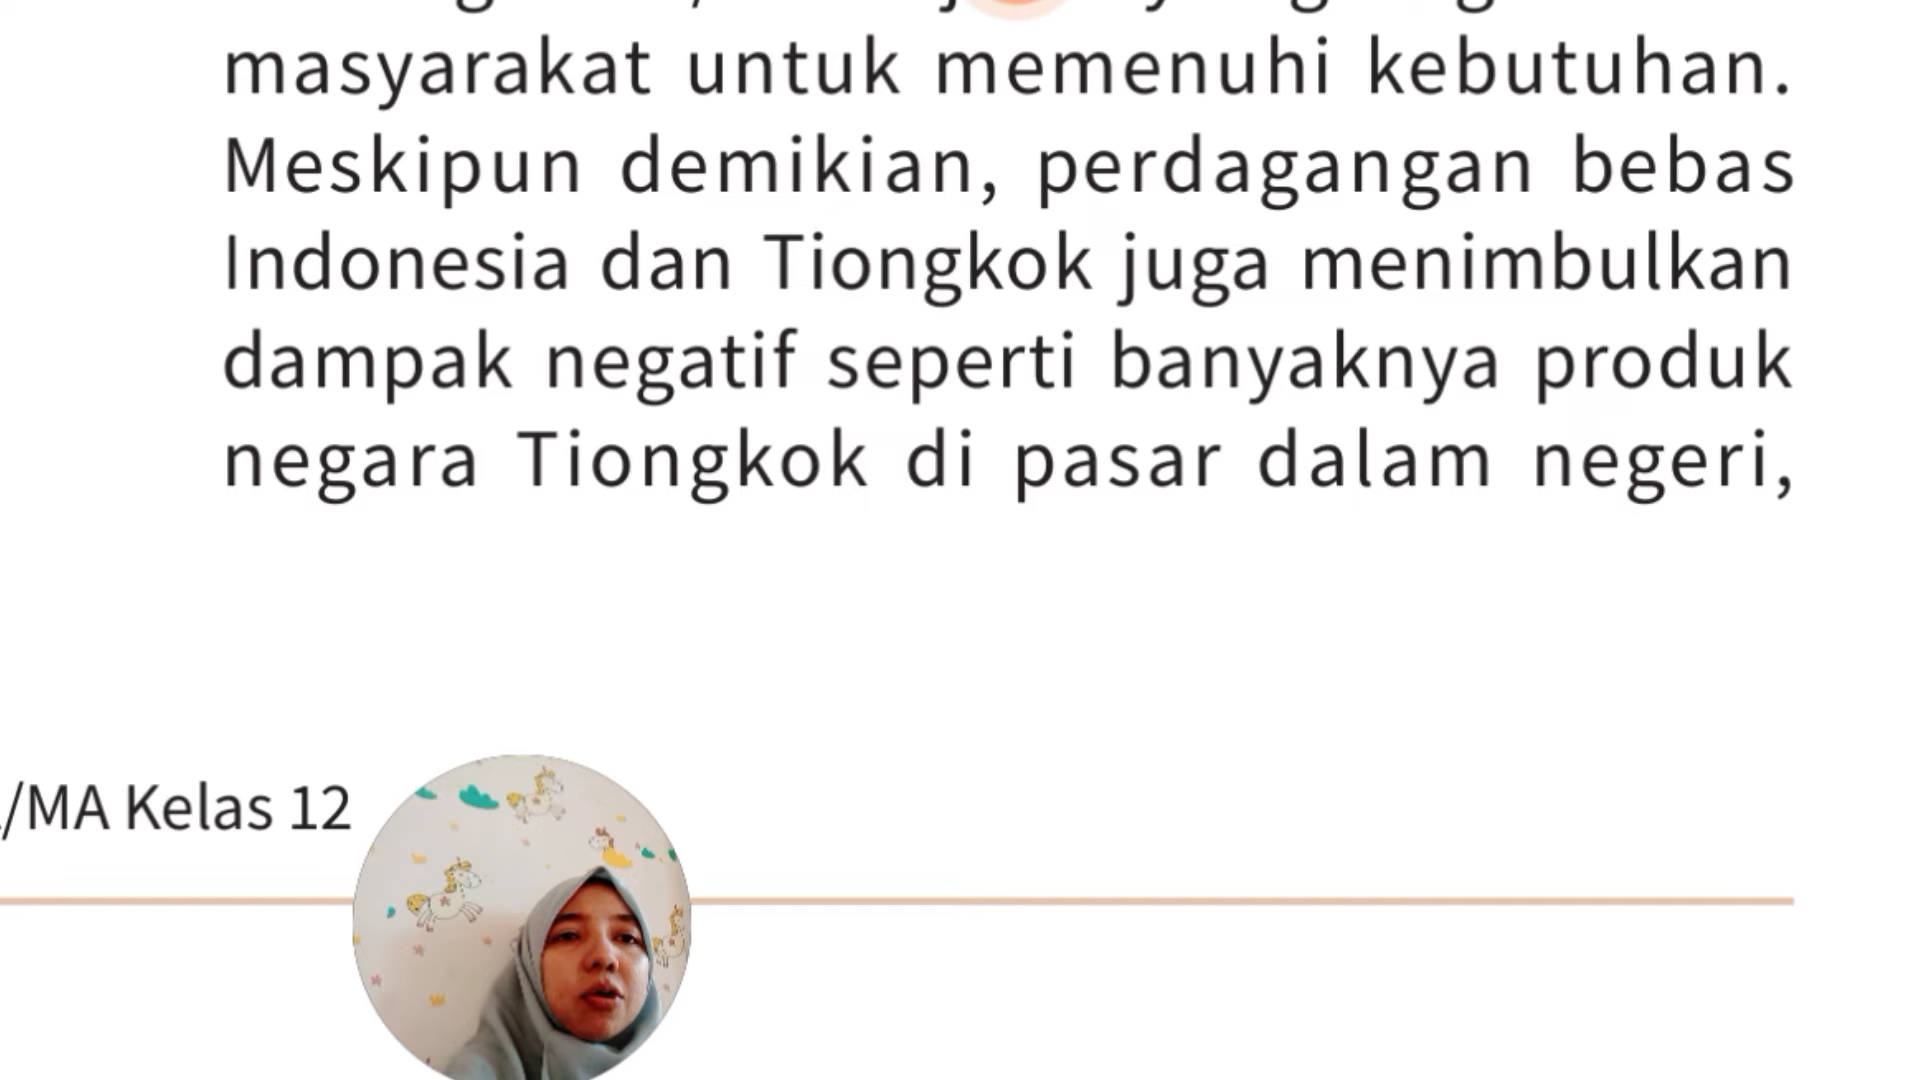 masyarakat untuk memenuhi kebutuhan.
Meskipun demikian, perdagangan bebas
Indonesia dan Tiongkok juga menimbulkan
dampak negatif seperti banyaknya produk
negara Tiongkok di pasar dalam negeri,
/MA Kelas 12